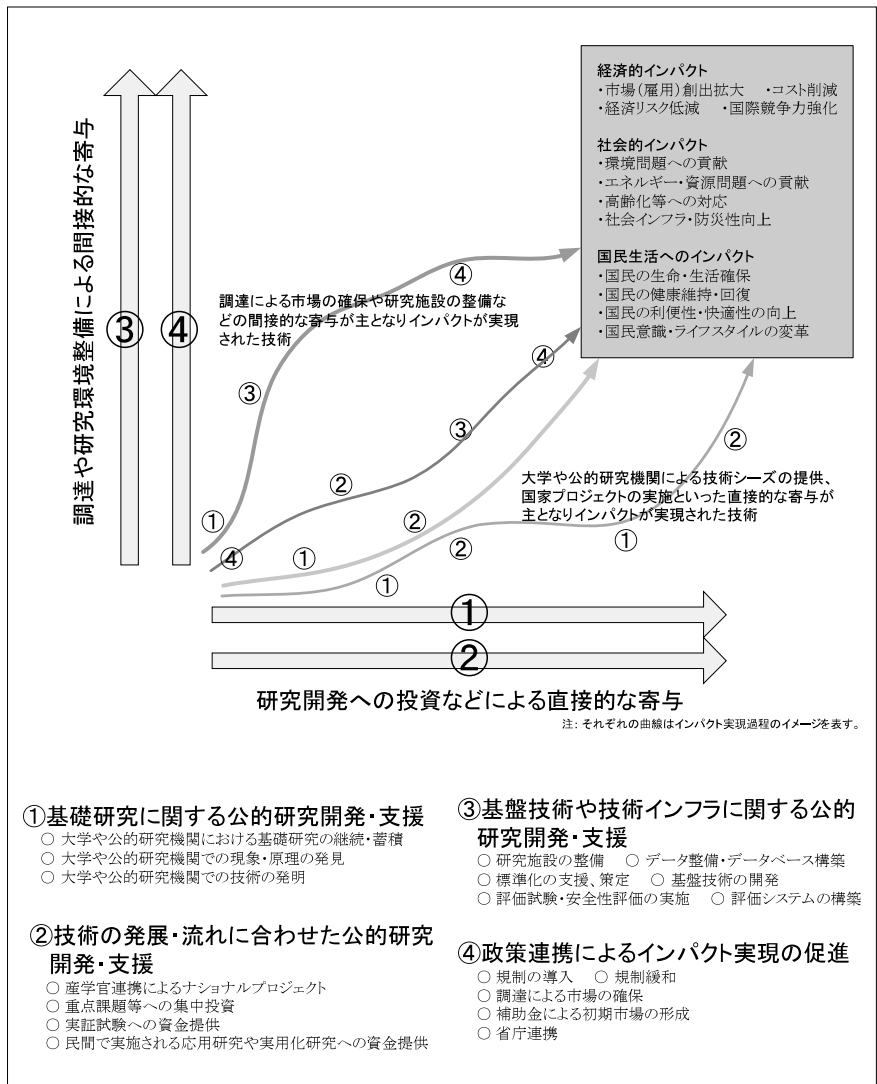 経済的インパクト
・市場(雇用)創出拡大 ・コスト削減
・経済リスク低減 ・国際競争力強化
社会的インパクト
・環境問題への貢献
・エネルギー・資源問題への貢献
・高齢化等への対応
・社会インフラ・防災性向上
国民生活へのインパクト
・国民の生命・生活確保
・国民の健康維持・回復
・国民の利便性・快適性の向上
・国民意識・ライフスタイルの変革
調達や研究環境整備による間接的な寄与
③
④
調達による市場の確保や研究施設の整備な
どの間接的な寄与が主となりインパクトが実現
された技術
①
③
④
④
②
③
④
①
②
①
②
①
②
大学や公的研究機関による技術シーズの提供、
国家プロジェクトの実施といった直接的な寄与が
主となりインパクトが実現された技術
①
②
研究開発への投資などによる直接的な寄与
注: それぞれの曲線はインパクト実現過程のイメージを表す。
①基礎研究に関する公的研究開発・支援
○ 大学や公的研究機関における基礎研究の継続・蓄積
○ 大学や公的研究機関での現象・原理の発見
○ 大学や公的研究機関での技術の発明
②技術の発展・流れに合わせた公的研究
開発・支援
○ 産学官連携によるナショナルプロジェクト
○ 重点課題等への集中投資
○ 実証試験への資金提供
○ 民間で実施される応用研究や実用化研究への資金提供
③基盤技術や技術インフラに関する公的
研究開発・支援
○ 研究施設の整備 ○ データ整備・データベース構築
○ 標準化の支援、策定 ○ 基盤技術の開発
○ 評価試験・安全性評価の実施 ○ 評価システムの構築
④政策連携によるインパクト実現の促進
○ 規制の導入 ○ 規制緩和
○ 調達による市場の確保
○ 補助金による初期市場の形成
○ 省庁連携